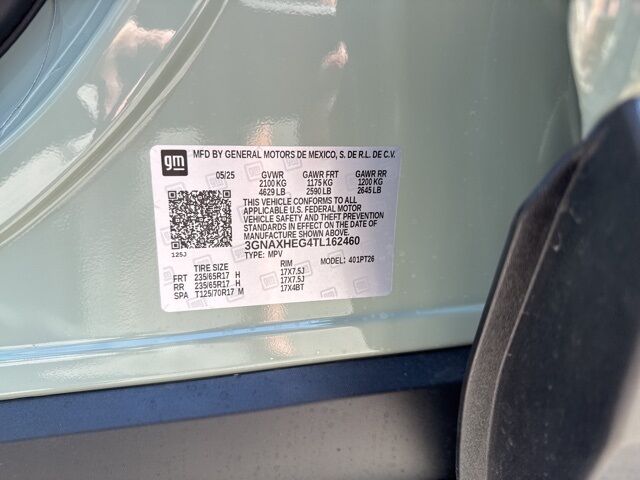 gm MFD BY GENERAL MOTORS DE MEXICO, S. DE R.L. DE C.V.
05/25 GVWR GAWR FRT GAWR RR
2100 KG 1175 KG 1200 KG
4629 LB 2590 LB 2645 LB
THIS VEHICLE CONFORMS TO ALL
APPLICABLE U.S. FEDERAL MOTOR
VEHICLE SAFETY AND THEFT PREVENTION
STANDARDS IN EFFECT ON THE DATE
OF MANUFACTURE SHOWN ABOVE.
3GNAXHEG4TL162460
125J TYPE: MPV MODEL: 401PT26
TIRE SIZE RIM
FRT 235/65R17 H 17X7.5J
RR 235/65R17 H 17X7.5J
SPA T125/70R17 M 17X4BT